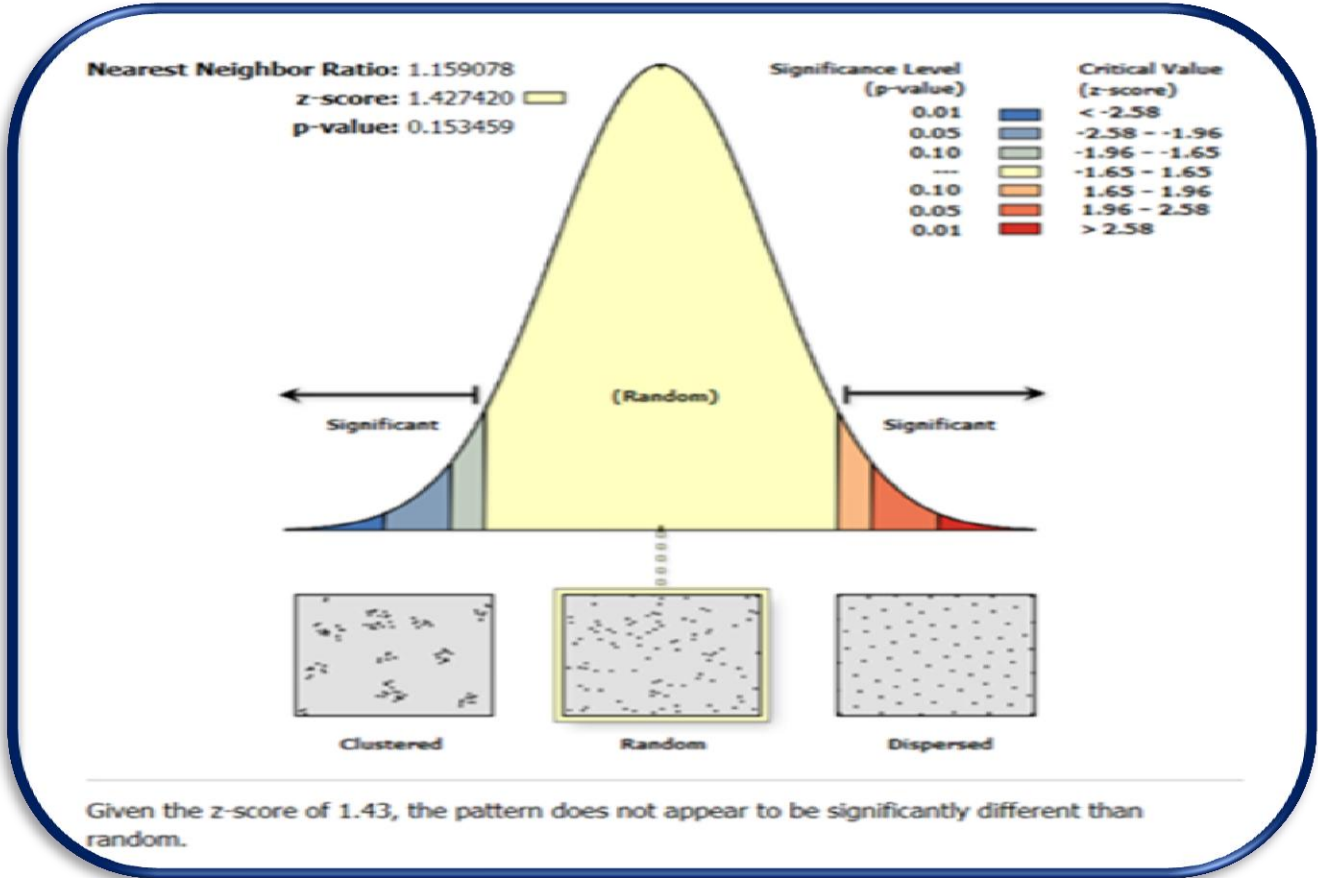 Nearest Neighbor Ratio: 1.159078
z-score: 1.427420
p-value: 0.153459
Significance Level (p-value)
Critical Value (z-score)
0.01 < -2.58
0.05 -2.58 - -1.96
0.10 -1.96 - -1.65
--- -1.65 - 1.65
0.10 1.65 - 1.96
0.05 1.96 - 2.58
0.01 > 2.58
(Random)
Significant
Significant
Clustered
Random
Dispersed
Given the z-score of 1.43, the pattern does not appear to be significantly different than
random.